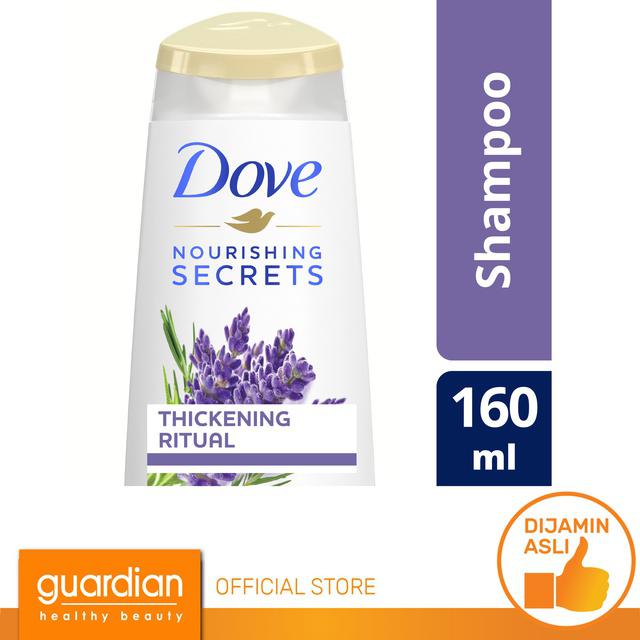 Dove
NOURISHING
SECRETS
THICKENING
RITUAL
Shampoo
160
ml
DIJAMIN
ASLI
guardian
healthy beauty
OFFICIAL STORE